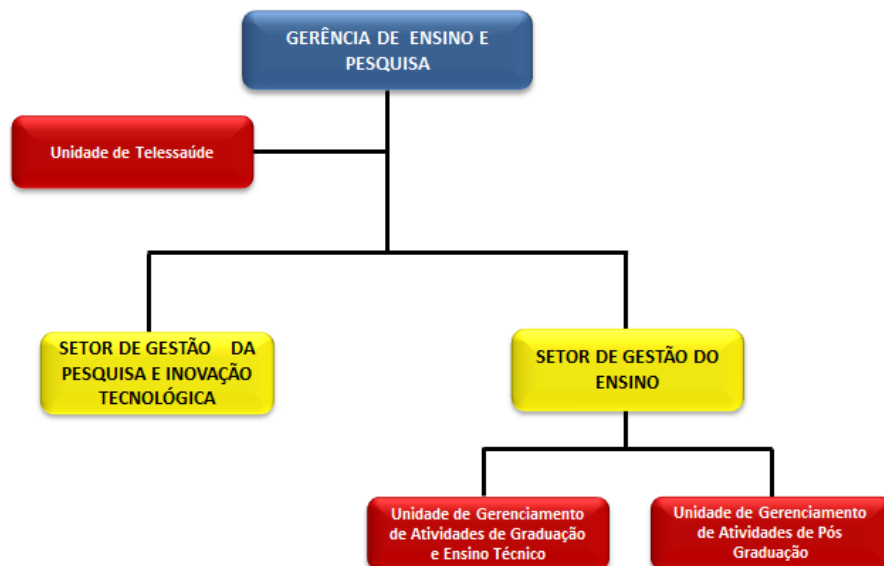 GERÊNCIA DE ENSINO E
PESQUISA
Unidade de Telessaúde
SETOR DE GESTÃO DA
PESQUISA E INOVAÇÃO
TECNOLÓGICA
SETOR DE GESTÃO DO
ENSINO
Unidade de Gerenciamento
de Atividades de Graduação
e Ensino Técnico
Unidade de Gerenciamento
de Atividades de Pós
Graduação